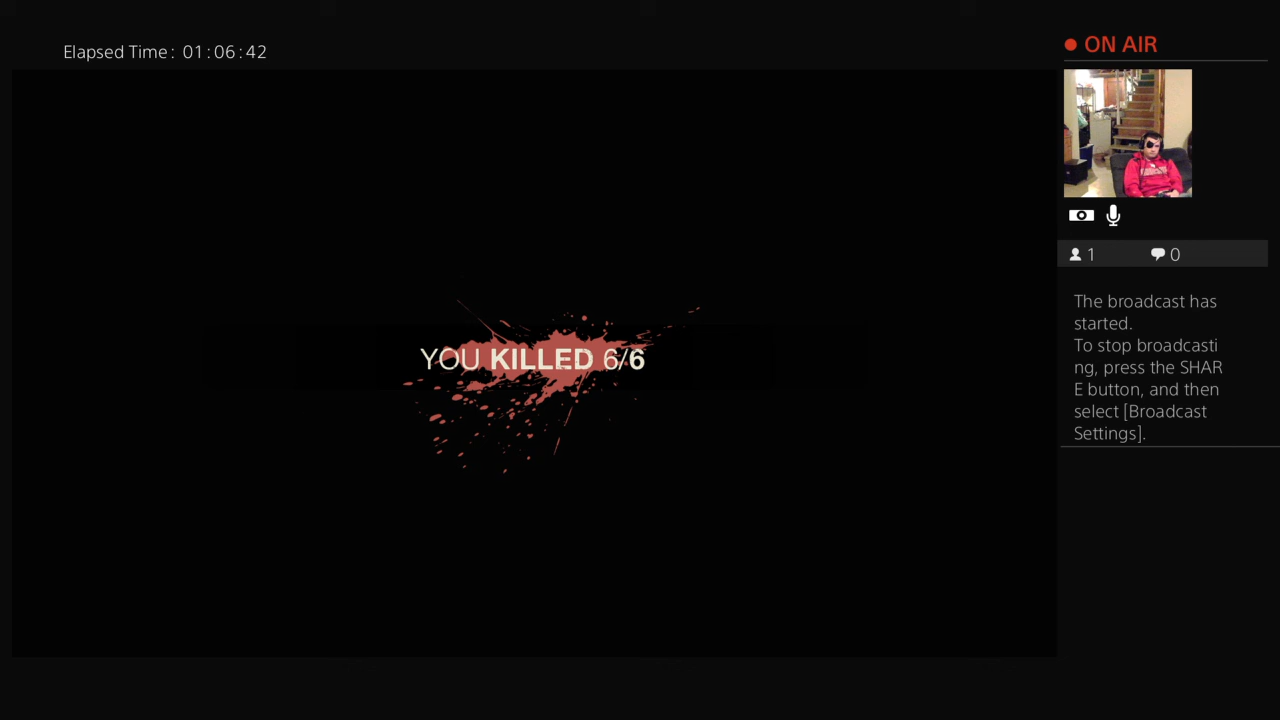 Elapsed Time: 01:06:42
ON AIR
1
0
The broadcast has
started.
To stop broadcasti
ng, press the SHAR
E button, and then
select [Broadcast
Settings].
YOU KILLED 6/6